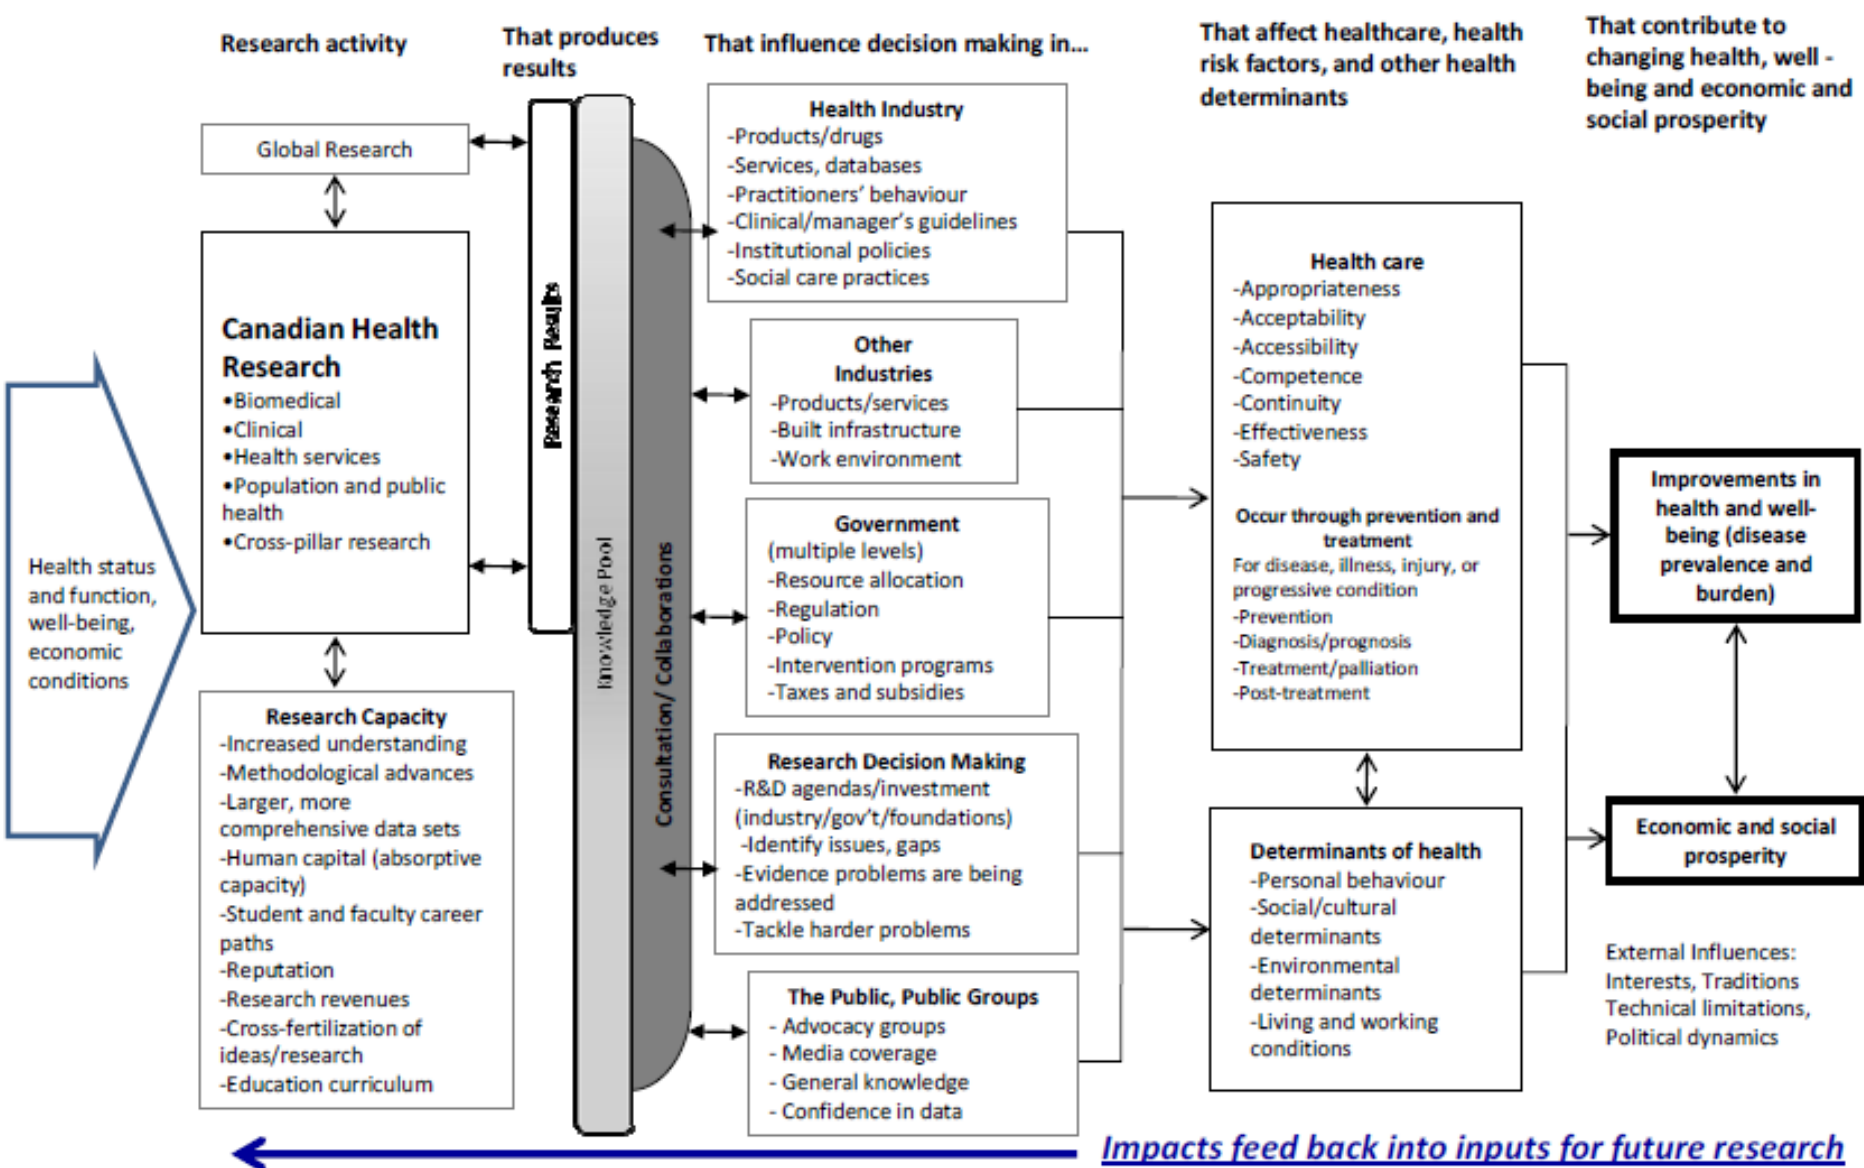 Research activity
That produces
results
That influence decision making in...
That affect healthcare, health
risk factors, and other health
determinants
That contribute to
changing health, well -
being and economic and
social prosperity
Health status
and function,
well-being,
economic
conditions
Global Research
Canadian Health
Research
•Biomedical
•Clinical
•Health services
•Population and public
health
•Cross-pillar research
Research Capacity
-Increased understanding
-Methodological advances
-Larger, more
comprehensive data sets
-Human capital (absorptive
capacity)
-Student and faculty career
paths
-Reputation
-Research revenues
-Cross-fertilization of
ideas/research
-Education curriculum
Research Results
Knowledge Pool
Consultation/ Collaborations
Health Industry
-Products/drugs
-Services, databases
-Practitioners' behaviour
-Clinical/manager's guidelines
-Institutional policies
-Social care practices
Other
Industries
-Products/services
-Built infrastructure
-Work environment
Government
(multiple levels)
-Resource allocation
-Regulation
-Policy
-Intervention programs
-Taxes and subsidies
Research Decision Making
-R&D agendas/investment
(industry/gov't/foundations)
-Identify issues, gaps
-Evidence problems are being
addressed
-Tackle harder problems
The Public, Public Groups
- Advocacy groups
- Media coverage
- General knowledge
- Confidence in data
Health care
-Appropriateness
-Acceptability
-Accessibility
-Competence
-Continuity
-Effectiveness
-Safety
Occur through prevention and
treatment
For disease, illness, injury, or
progressive condition
-Prevention
-Diagnosis/prognosis
-Treatment/palliation
-Post-treatment
Determinants of health
-Personal behaviour
-Social/cultural
determinants
-Environmental
determinants
-Living and working
conditions
Improvements in
health and well-
being (disease
prevalence and
burden)
Economic and social
prosperity
External Influences:
Interests, Traditions
Technical limitations,
Political dynamics
Impacts feed back into inputs for future research